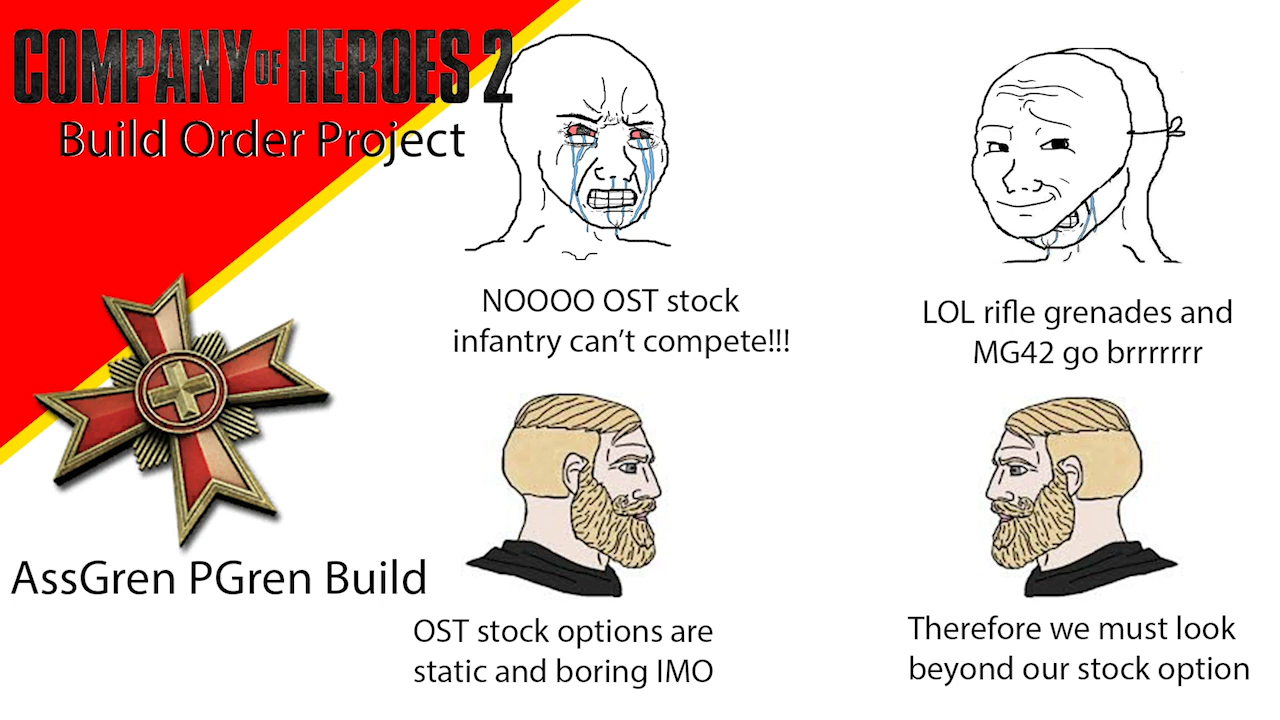 COMPANY OF HEROES 2
Build Order Project
NOOOO OST stock
infantry can't compete!!!
LOL rifle grenades and
MG42 go brrrrrrr
AssGren PGren Build
OST stock options are
static and boring IMO
Therefore we must look
beyond our stock option